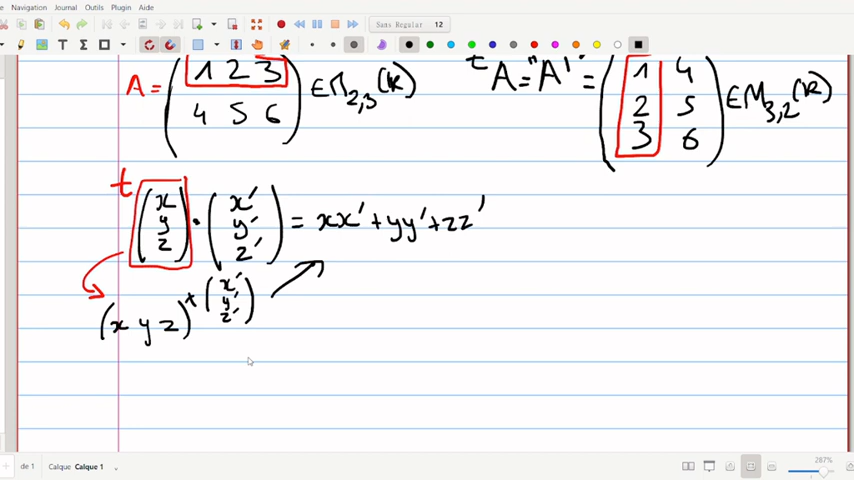 Navigation Outils Plugin Aide
Sans Regular 12
A = ( 1 2 3 ) ∈ M₂,₃(K)
4 5 6
ᵗA = "A'" = ( 1 4 ) ∈ M₃,₂(K)
2 5
3 6
t
( x ) · ( x' ) = xx' + yy' + zz'
y y'
z z'
( x y z ) ( x' )
y'
z'
de 1 Calque Calque 1
287%